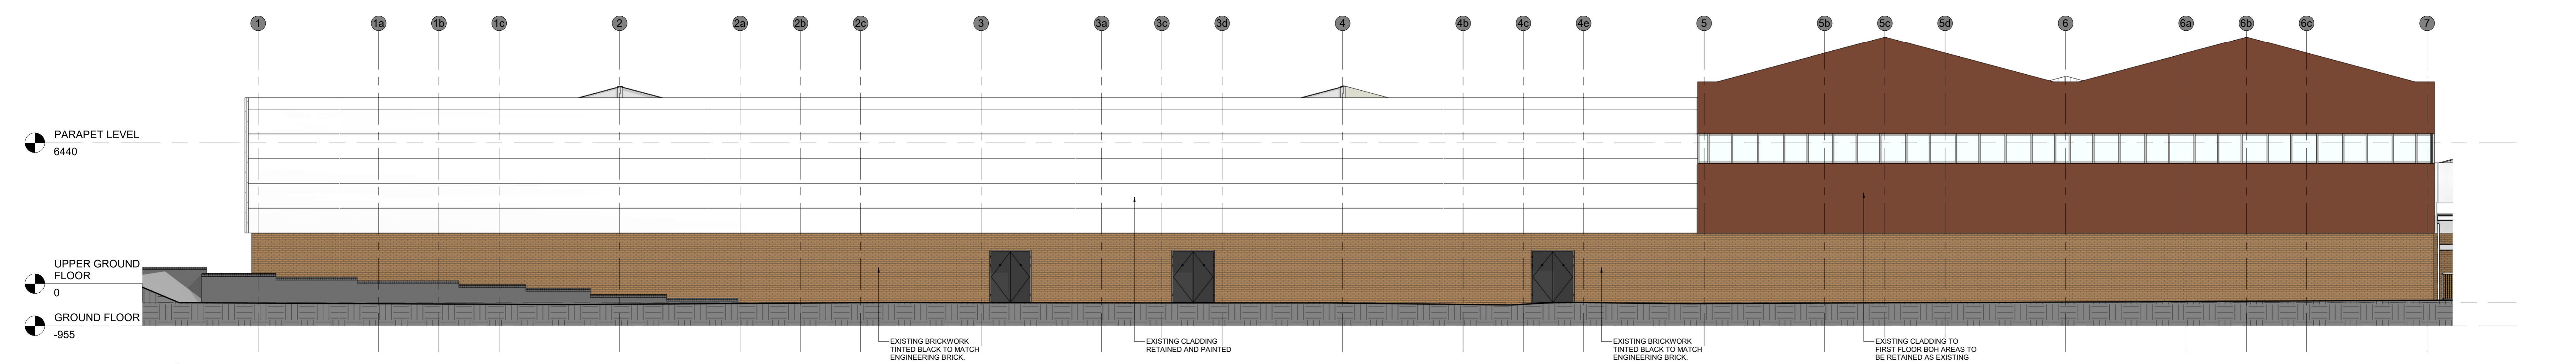 1 1a 1b 1c 2 2a 2b 2c 3 3a 3c 3d 4 4b 4c 4e 5 5b 5c 5d 6 6a 6b 6c 7
PARAPET LEVEL
6440
UPPER GROUND
FLOOR
0
GROUND FLOOR
-955
EXISTING BRICKWORK
TINTED BLACK TO MATCH
ENGINEERING BRICK.
EXISTING CLADDING
RETAINED AND PAINTED
EXISTING BRICKWORK
TINTED BLACK TO MATCH
ENGINEERING BRICK.
EXISTING CLADDING TO
FIRST FLOOR BOH AREAS TO
BE RETAINED AS EXISTING